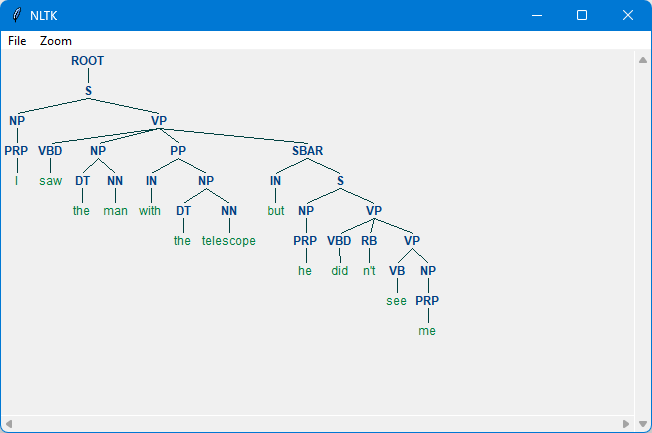 NLTK
File Zoom
ROOT
S
NP VP
PRP VBD NP PP SBAR
I saw DT NN IN NP IN S
the man with DT NN but NP VP
the telescope PRP VBD RB VP
he did n't VB NP
see PRP
me